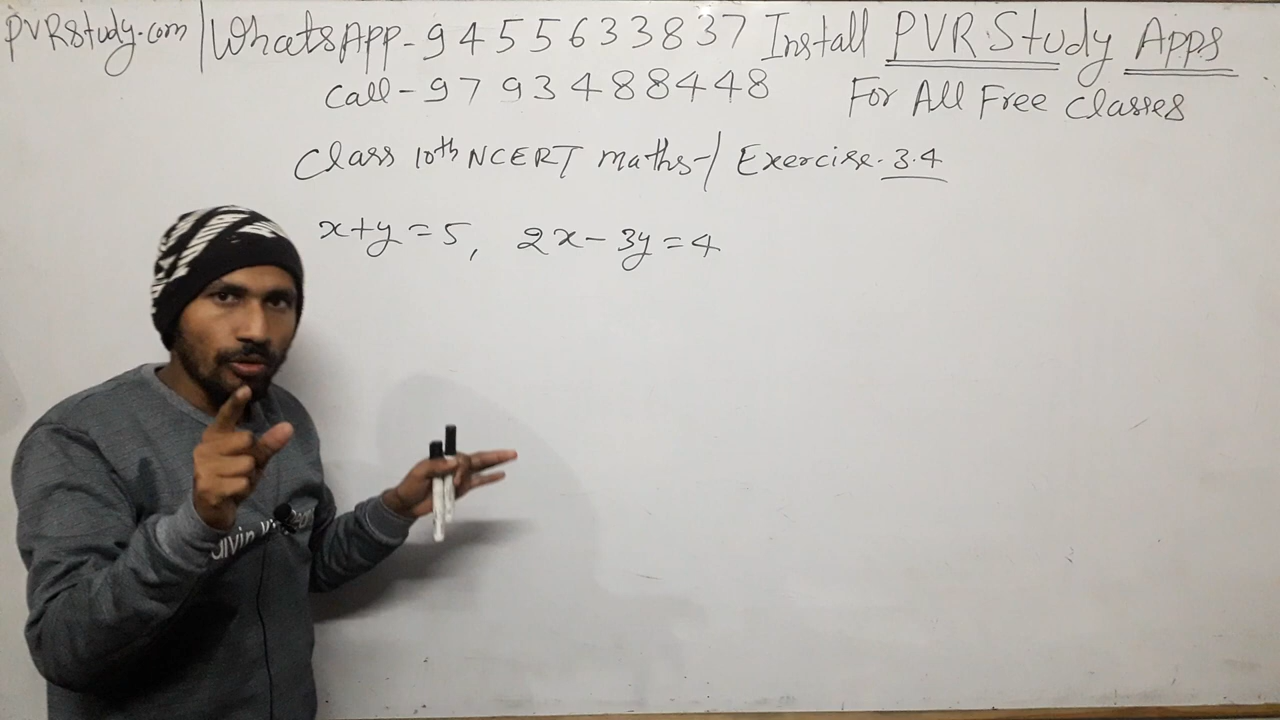 PVRStudy.com | WhatsApp-9455633837 Install PVR Study Apps
Call-9793488448 For All Free Classes
Class 10th NCERT maths-/ Exercise-3.4
x+y=5, 2x-3y=4